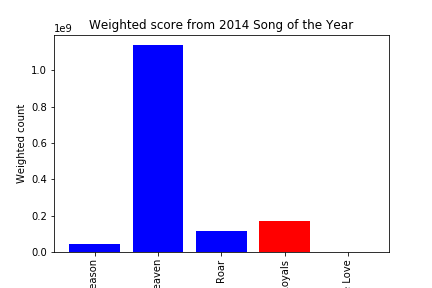 Weighted score from 2014 Song of the Year
1e9
1.0
0.8
0.6
0.4
0.2
0.0
Weighted count
eason
eaven
Roar
oyals
Love